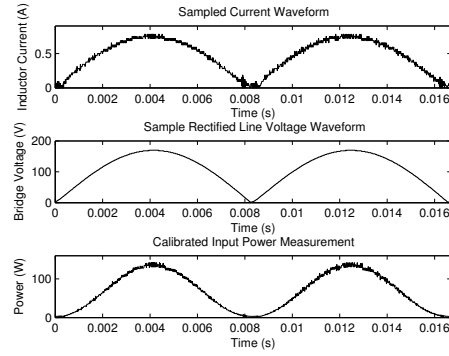 Sampled Current Waveform
Inductor Current (A)
0.5
0
0 0.002 0.004 0.006 0.008 0.01 0.012 0.014 0.016
Time (s)
Sample Rectified Line Voltage Waveform
Bridge Voltage (V)
200
100
0
0 0.002 0.004 0.006 0.008 0.01 0.012 0.014 0.016
Time (s)
Calibrated Input Power Measurement
Power (W)
100
0
0 0.002 0.004 0.006 0.008 0.01 0.012 0.014 0.016
Time (s)